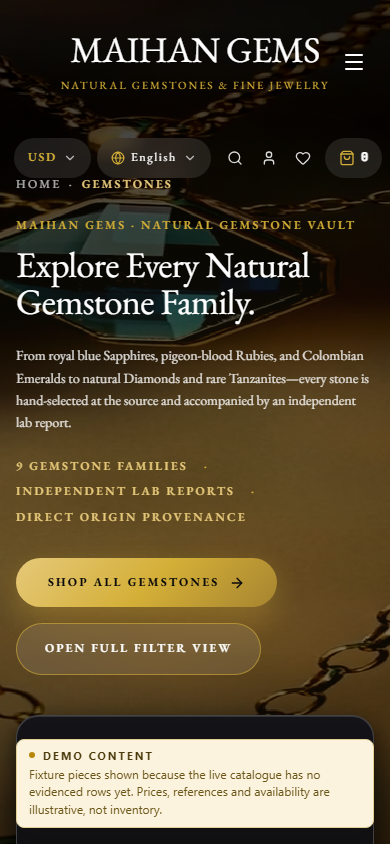 MAIHAN GEMS
NATURAL GEMSTONES & FINE JEWELRY
USD English 0
HOME · GEMSTONES
MAIHAN GEMS · NATURAL GEMSTONE VAULT
Explore Every Natural
Gemstone Family.
From royal blue Sapphires, pigeon-blood Rubies, and Colombian
Emeralds to natural Diamonds and rare Tanzanites—every stone is
hand-selected at the source and accompanied by an independent
lab report.
9 GEMSTONE FAMILIES ·
INDEPENDENT LAB REPORTS ·
DIRECT ORIGIN PROVENANCE
SHOP ALL GEMSTONES →
OPEN FULL FILTER VIEW
DEMO CONTENT
Fixture pieces shown because the live catalogue has no
evidenced rows yet. Prices, references and availability are
illustrative, not inventory.